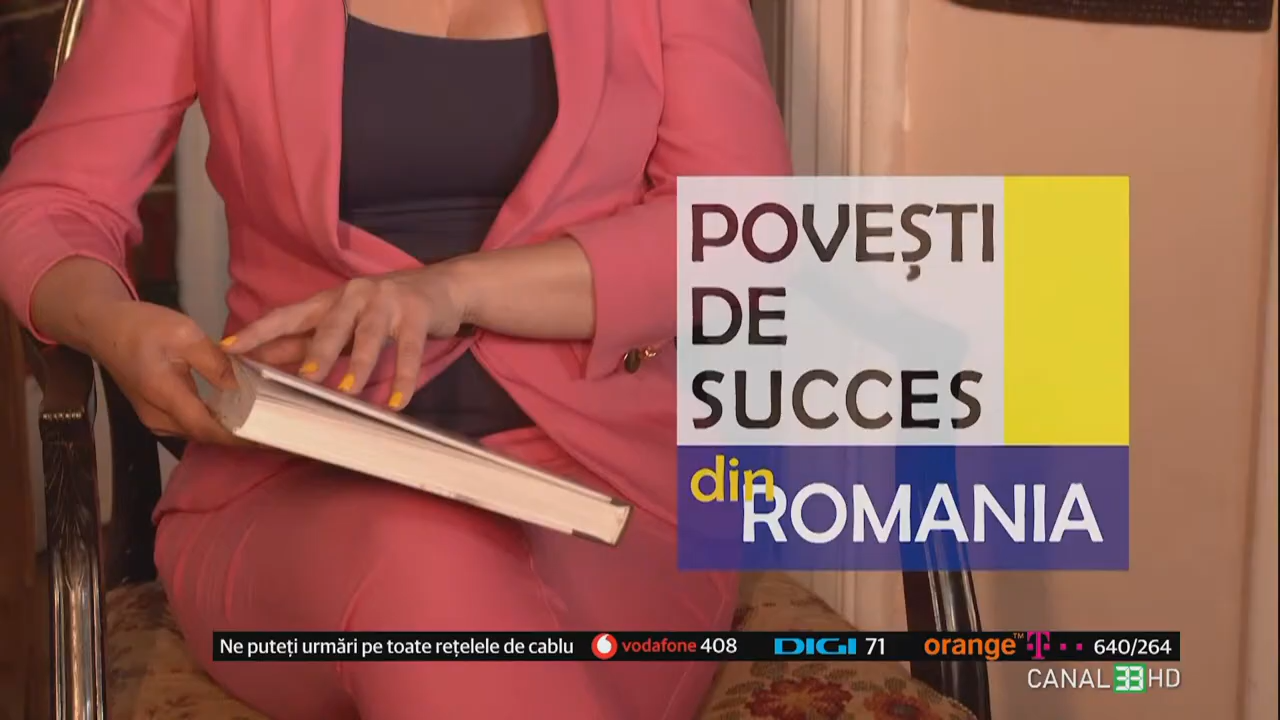 POVEȘTI
DE
SUCCES
din
ROMANIA
Ne puteți urmări pe toate rețelele de cablu vodafone 408 DIGI 71 orange™ T 640/264
CANAL 33 HD